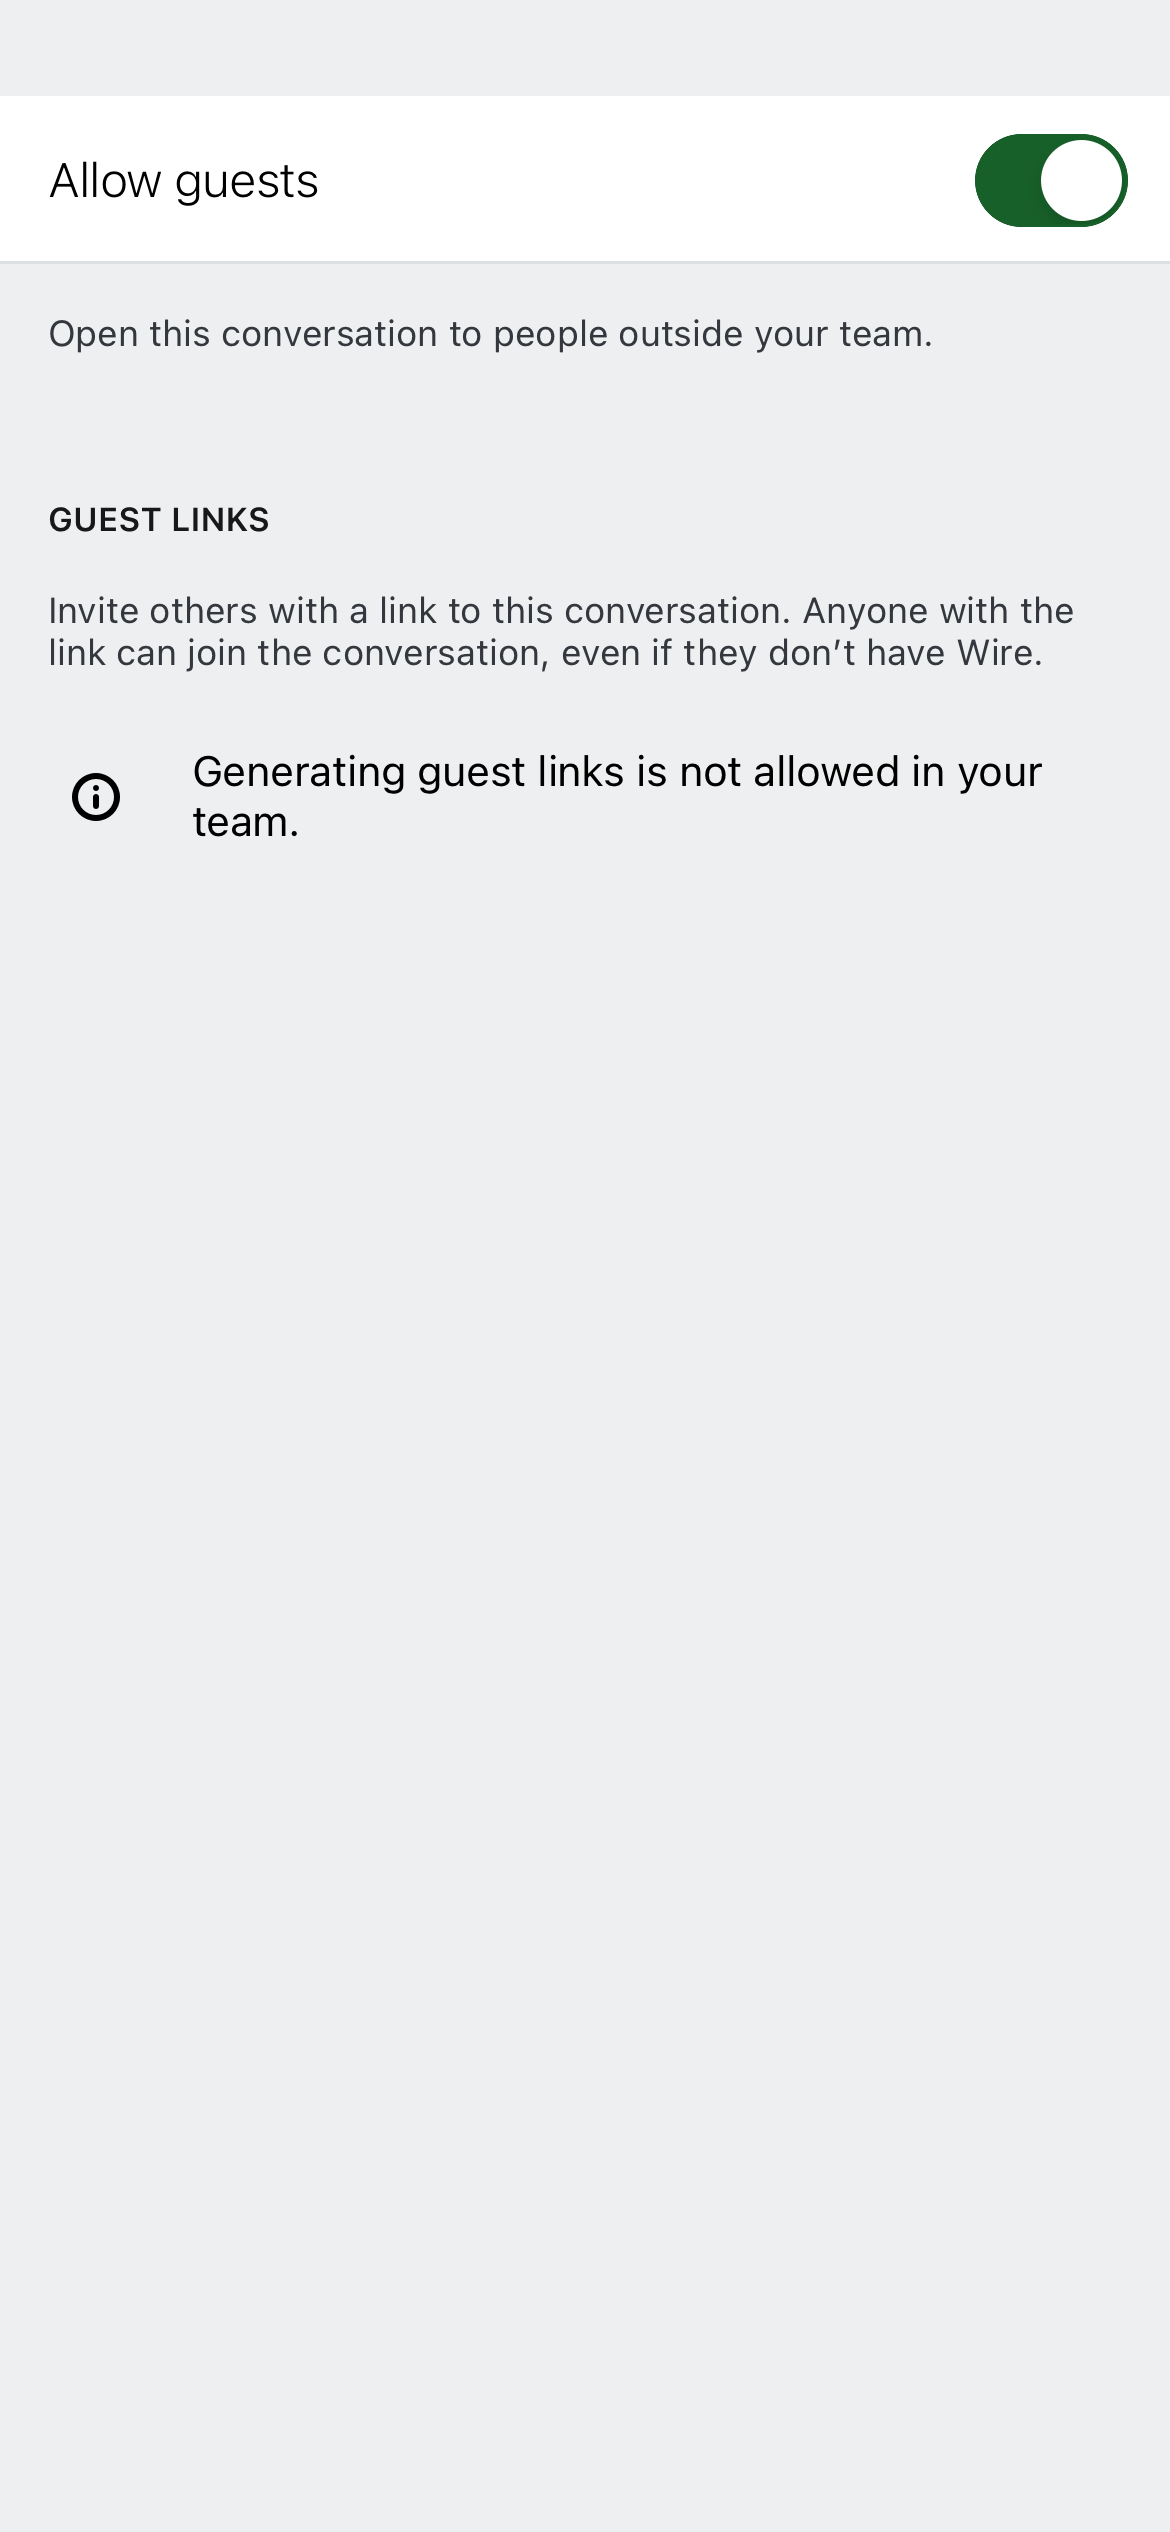 Allow guests
Open this conversation to people outside your team.
GUEST LINKS
Invite others with a link to this conversation. Anyone with the
link can join the conversation, even if they don’t have Wire.
Generating guest links is not allowed in your
team.